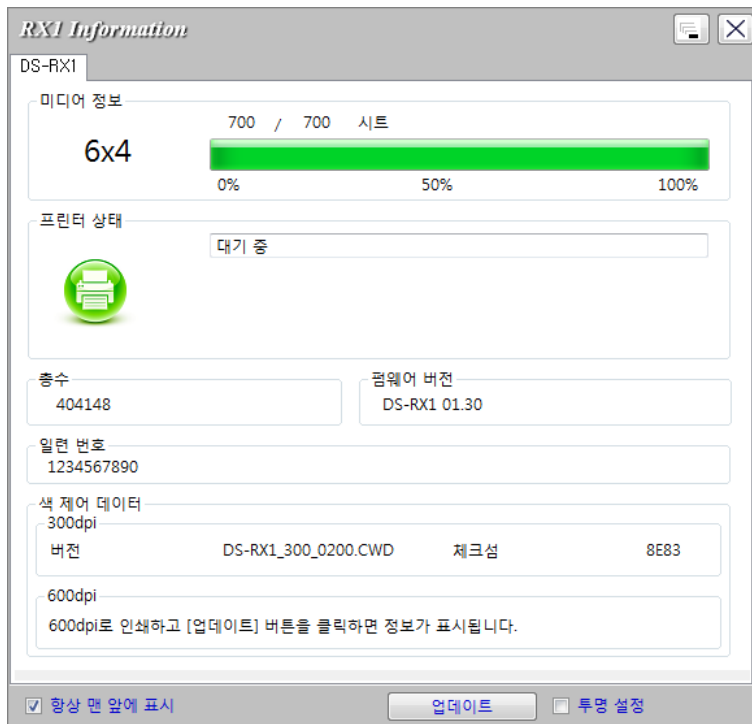 RX1 Information
DS-RX1
미디어 정보
700 / 700 시트
6x4
0% 50% 100%
프린터 상태
대기 중
총수
404148
펌웨어 버전
DS-RX1 01.30
일련 번호
1234567890
색 제어 데이터
300dpi
버전 DS-RX1_300_0200.CWD 체크섬 8E83
600dpi
600dpi로 인쇄하고 [업데이트] 버튼을 클릭하면 정보가 표시됩니다.
항상 맨 앞에 표시 업데이트 투명 설정